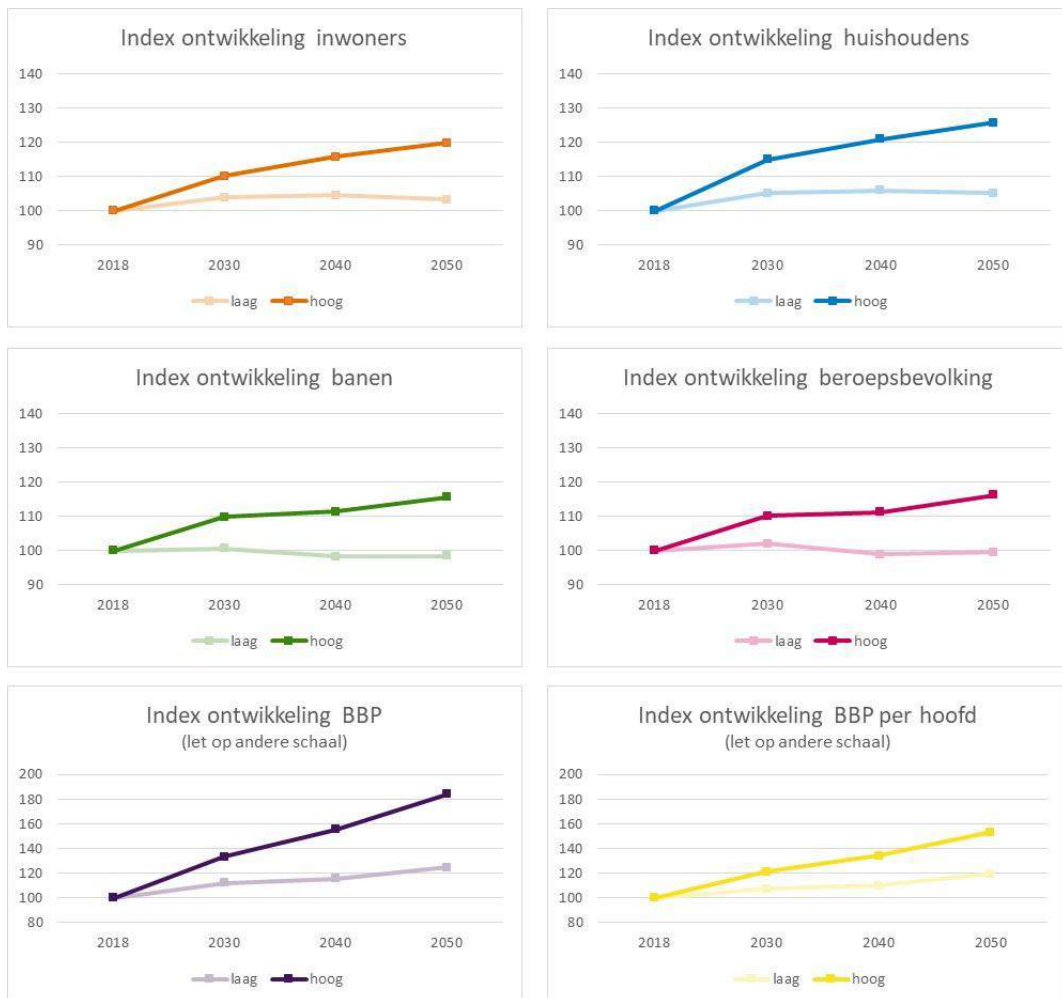 Index ontwikkeling inwoners
140
130
120
110
100
90
2018 2030 2040 2050
laag hoog
Index ontwikkeling huishoudens
140
130
120
110
100
90
2018 2030 2040 2050
laag hoog
Index ontwikkeling banen
140
130
120
110
100
90
2018 2030 2040 2050
laag hoog
Index ontwikkeling beroepsbevolking
140
130
120
110
100
90
2018 2030 2040 2050
laag hoog
Index ontwikkeling BBP
(let op andere schaal)
200
180
160
140
120
100
80
2018 2030 2040 2050
laag hoog
Index ontwikkeling BBP per hoofd
(let op andere schaal)
200
180
160
140
120
100
80
2018 2030 2040 2050
laag hoog